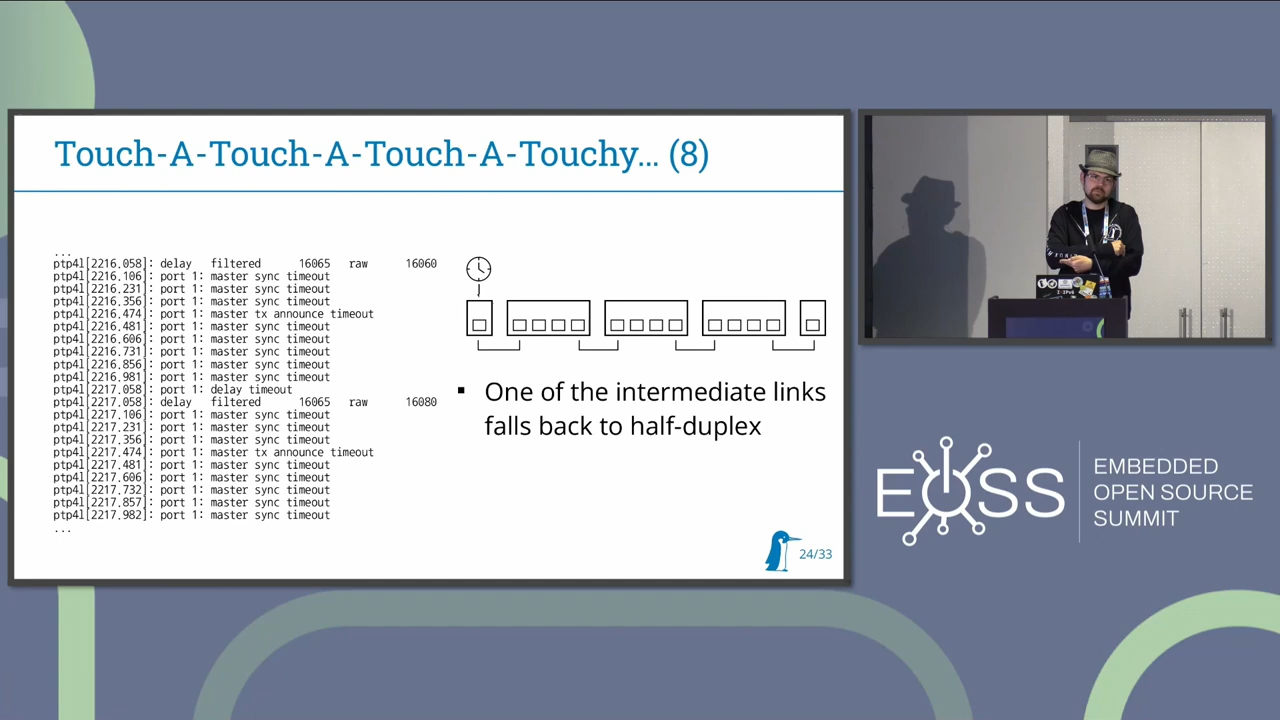 Touch-A-Touch-A-Touch-A-Touchy... (8)
...
ptp4l[2216.058]: delay filtered 16065 raw 16060
ptp4l[2216.106]: port 1: master sync timeout
ptp4l[2216.231]: port 1: master sync timeout
ptp4l[2216.356]: port 1: master sync timeout
ptp4l[2216.474]: port 1: master tx announce timeout
ptp4l[2216.481]: port 1: master sync timeout
ptp4l[2216.606]: port 1: master sync timeout
ptp4l[2216.731]: port 1: master sync timeout
ptp4l[2216.856]: port 1: master sync timeout
ptp4l[2216.981]: port 1: master sync timeout
ptp4l[2217.058]: port 1: delay timeout
ptp4l[2217.058]: delay filtered 16065 raw 16080
ptp4l[2217.106]: port 1: master sync timeout
ptp4l[2217.231]: port 1: master sync timeout
ptp4l[2217.356]: port 1: master sync timeout
ptp4l[2217.474]: port 1: master tx announce timeout
ptp4l[2217.481]: port 1: master sync timeout
ptp4l[2217.606]: port 1: master sync timeout
ptp4l[2217.732]: port 1: master sync timeout
ptp4l[2217.857]: port 1: master sync timeout
ptp4l[2217.982]: port 1: master sync timeout
...
▪ One of the intermediate links
falls back to half-duplex
24/33
EOSS
EMBEDDED
OPEN SOURCE
SUMMIT